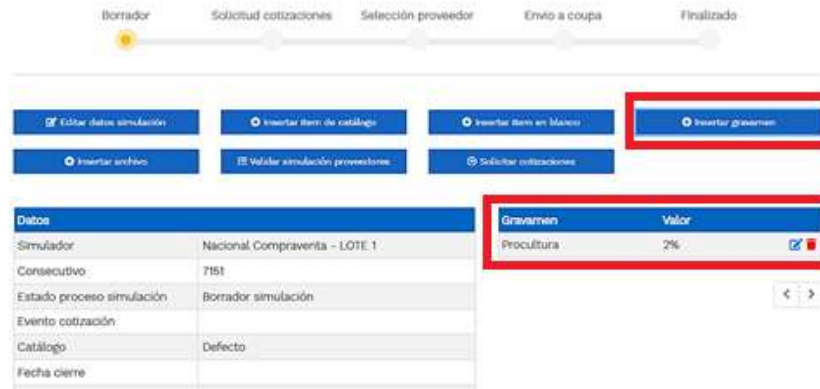 Borrador Solicitud cotizaciones Selección proveedor Envio a coupa Finalizado
Editar datos simulación Insertar item de catálogo Insertar item en blanco Insertar gravamen
Insertar archivo Validar simulación proveedores Solicitar cotizaciones
Datos
Simulador Nacional Compraventa - LOTE 1
Consecutivo 7151
Estado proceso simulación Borrador simulación
Evento cotización
Catálogo Defecto
Fecha cierre
Gravamen Valor
Procultura 2%